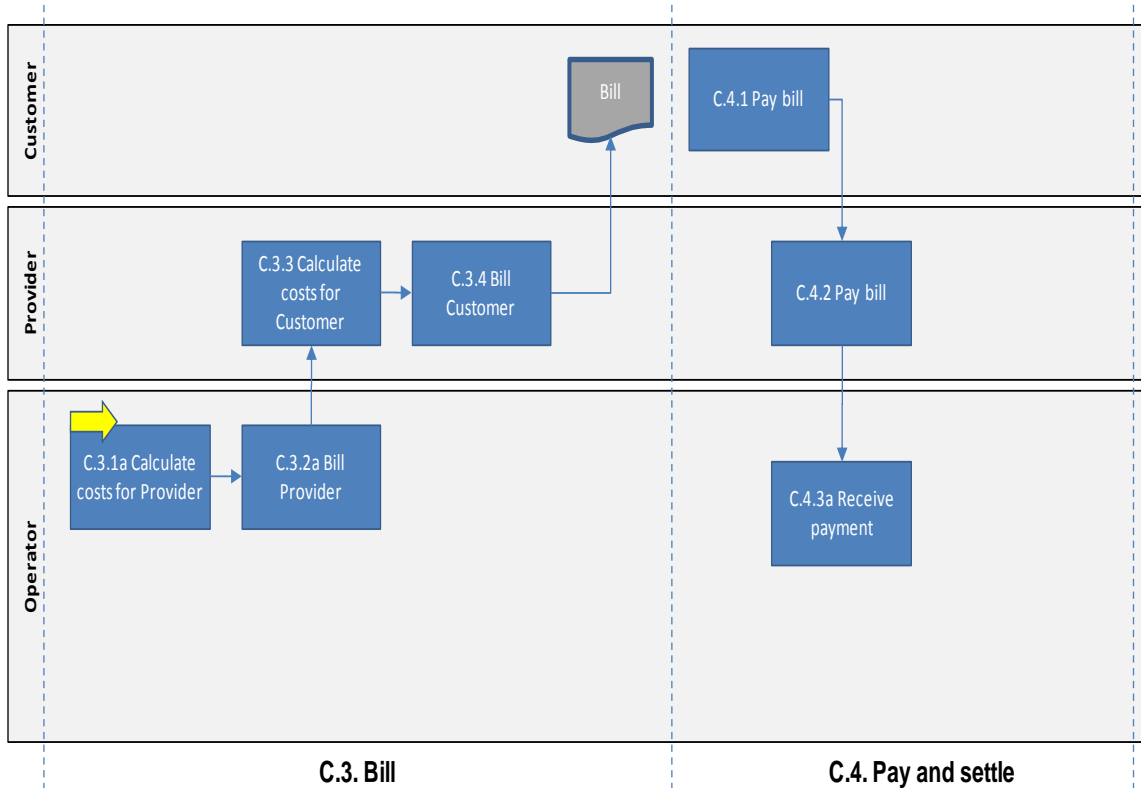 Customer
Bill
C.4.1 Pay bill
Provider
C.3.3 Calculate
costs for
Customer
C.3.4 Bill
Customer
C.4.2 Pay bill
Operator
C.3.1a Calculate
costs for Provider
C.3.2a Bill
Provider
C.4.3a Receive
payment
C.3. Bill
C.4. Pay and settle